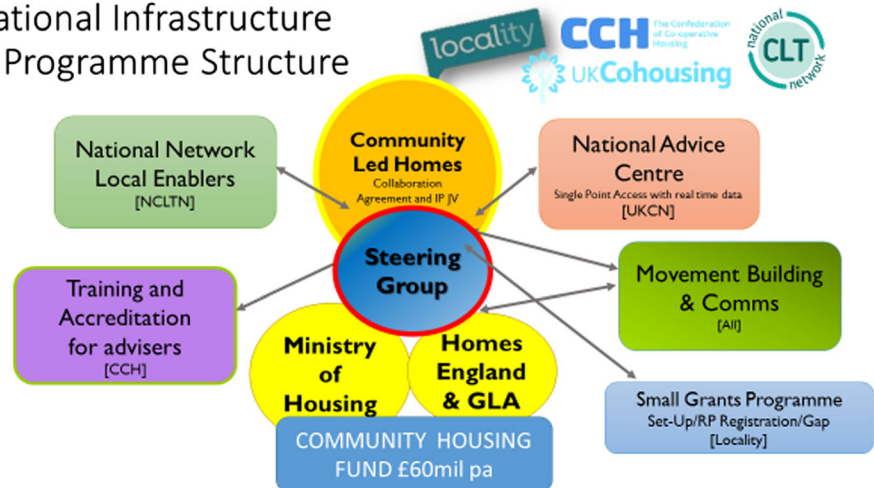 ational Infrastructure
Programme Structure
locality
CCH The Confederation
of Co-operative
Housing
UKCohousing
national
CLT
network
National Network
Local Enablers
[NCLTN]
Community
Led Homes
Collaboration
Agreement and IP JV
National Advice
Centre
Single Point Access with real time data
[UKCN]
Steering
Group
Movement Building
& Comms
[All]
Training and
Accreditation
for advisers
[CCH]
Ministry
of
Housing
Homes
England
& GLA
Small Grants Programme
Set-Up/RP Registration/Gap
[Locality]
COMMUNITY HOUSING
FUND £60mil pa